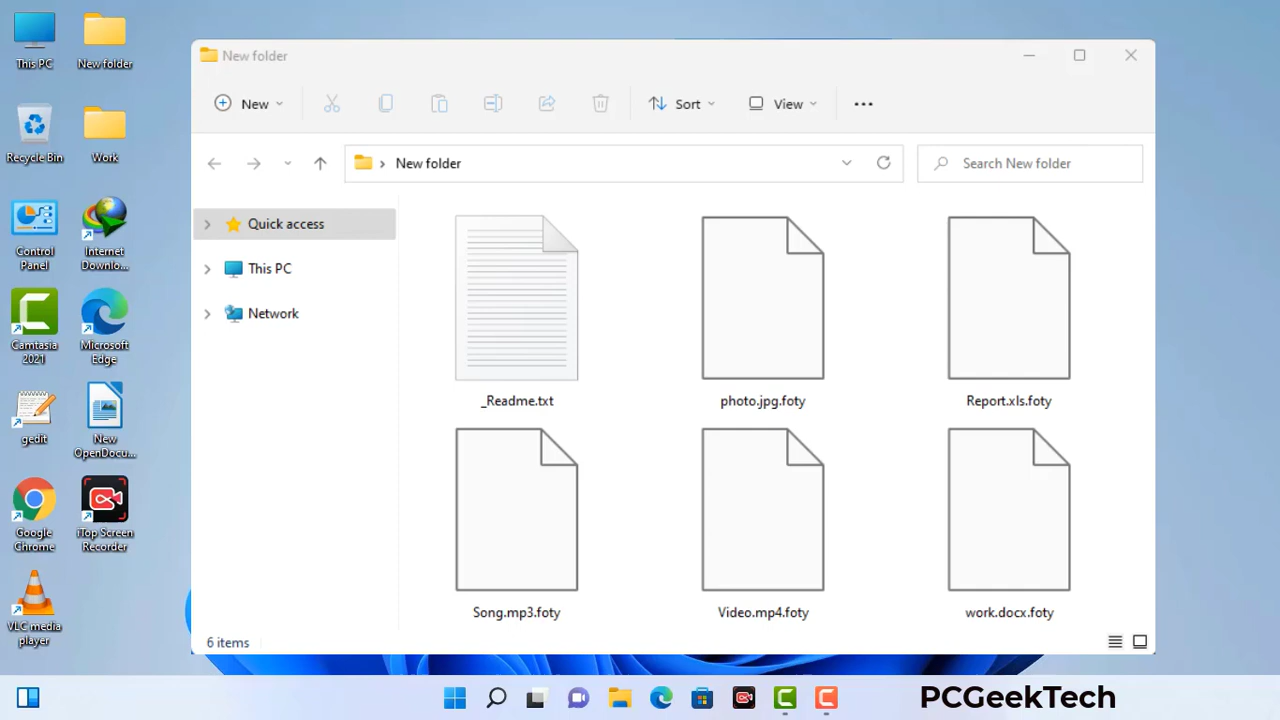 This PC
New folder
Recycle Bin
Work
Control
Panel
Internet
Downlo...
Camtasia
2021
Microsoft
Edge
gedit
New
OpenDocu...
Google
Chrome
iTop Screen
Recorder
VLC media
player
New folder
New
Sort
View
New folder
Search New folder
Quick access
This PC
Network
_Readme.txt
photo.jpg.foty
Report.xls.foty
Song.mp3.foty
Video.mp4.foty
work.docx.foty
6 items
PCGeekTech